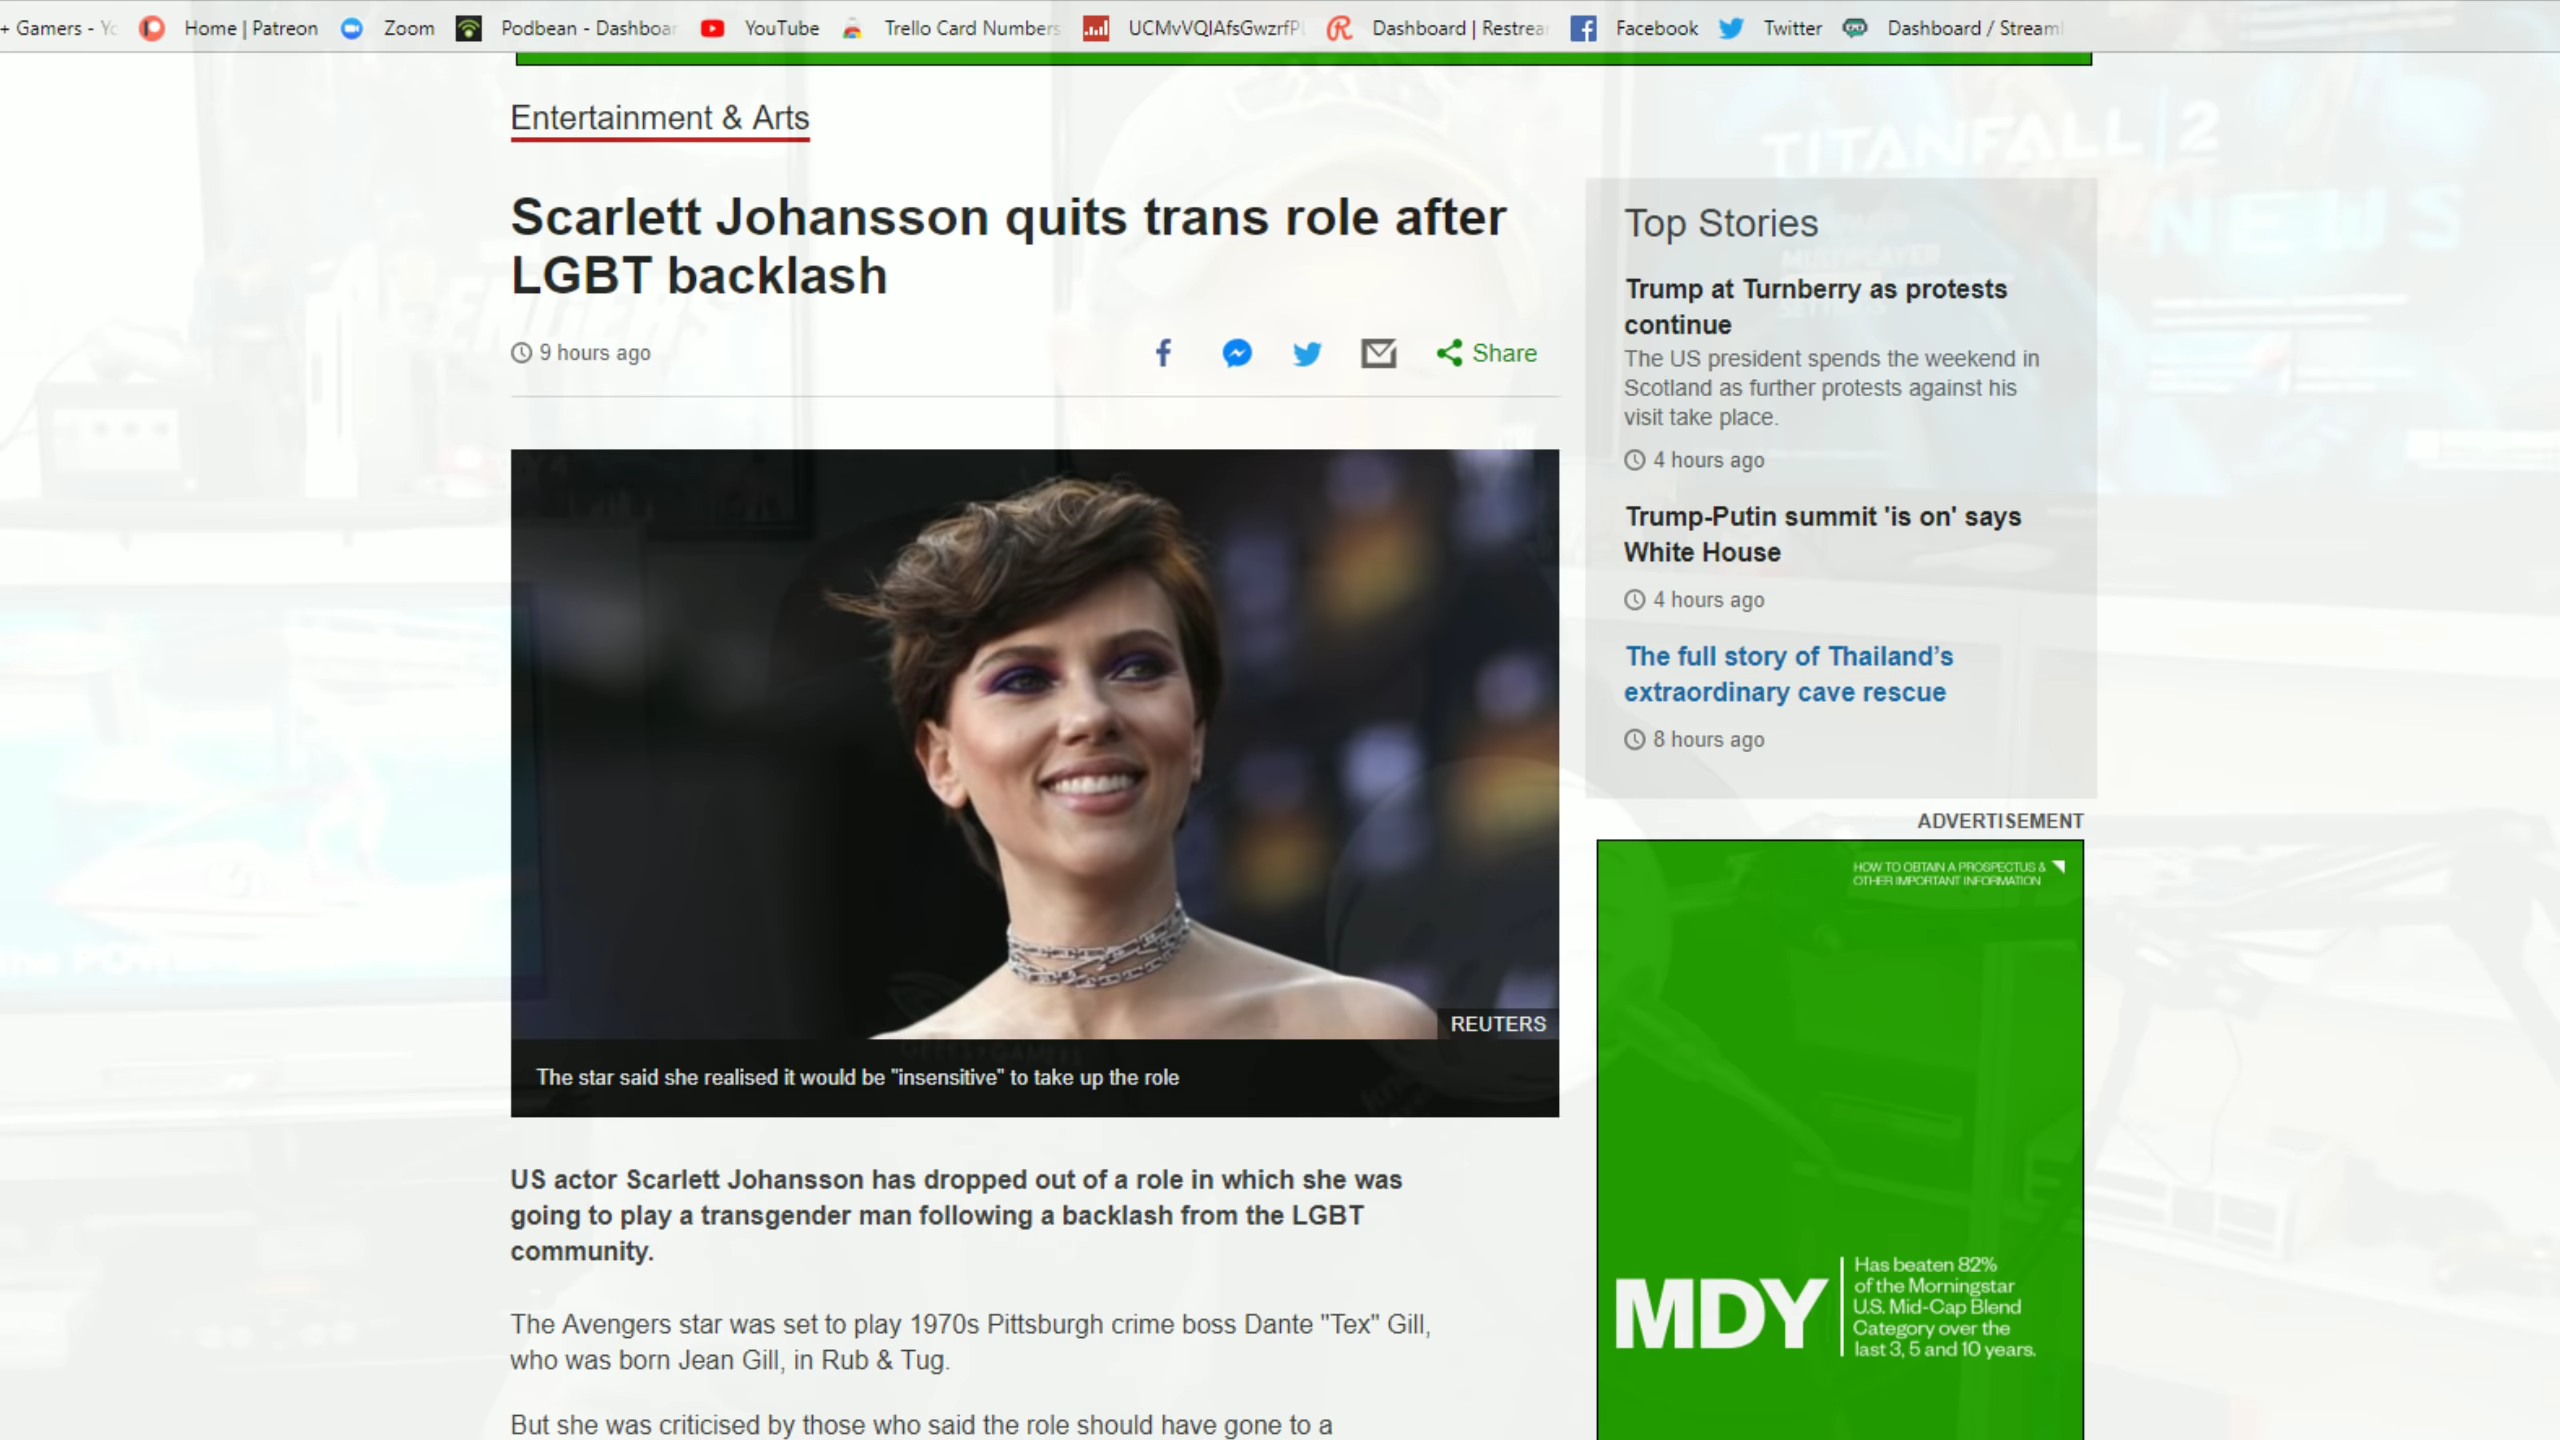 + Gamers - Yo
Home | Patreon
Zoom
Podbean - Dashboar
YouTube
Trello Card Numbers
UCMvVQIAfsGwzrfPL
Dashboard | Restrear
Facebook
Twitter
Dashboard / Streaml
Entertainment & Arts
Scarlett Johansson quits trans role after
LGBT backlash
9 hours ago
Share
REUTERS
The star said she realised it would be "insensitive" to take up the role
US actor Scarlett Johansson has dropped out of a role in which she was
going to play a transgender man following a backlash from the LGBT
community.
The Avengers star was set to play 1970s Pittsburgh crime boss Dante "Tex" Gill,
who was born Jean Gill, in Rub & Tug.
But she was criticised by those who said the role should have gone to a
TITANFALL 2
NEWS
MULTIPLAYER
Top Stories
Trump at Turnberry as protests
continue
The US president spends the weekend in
Scotland as further protests against his
visit take place.
4 hours ago
Trump-Putin summit 'is on' says
White House
4 hours ago
The full story of Thailand’s
extraordinary cave rescue
8 hours ago
ADVERTISEMENT
HOW TO OBTAIN A PROSPECTUS &
OTHER IMPORTANT INFORMATION
MDY
Has beaten 82%
of the Morningstar
U.S. Mid-Cap Blend
Category over the
last 3, 5 and 10 years.